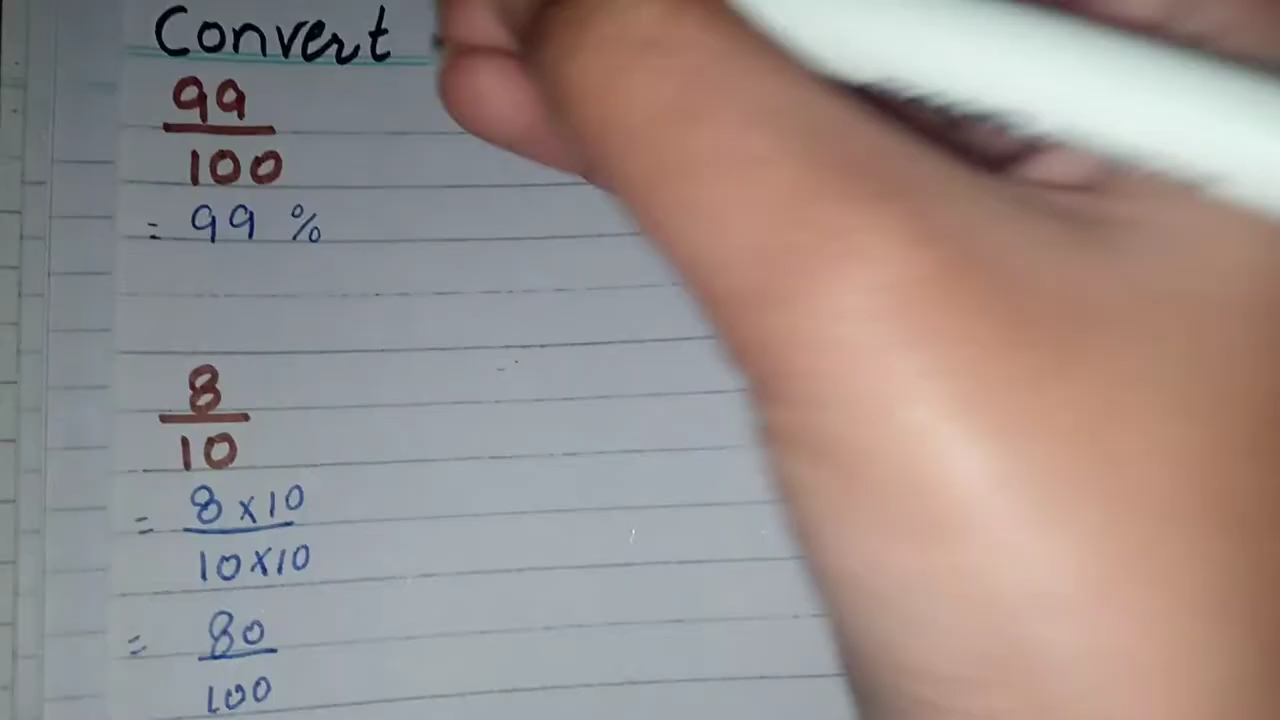 Convert
99
100
= 99 %
8
10
= 8 x 10
10 x 10
= 80
100